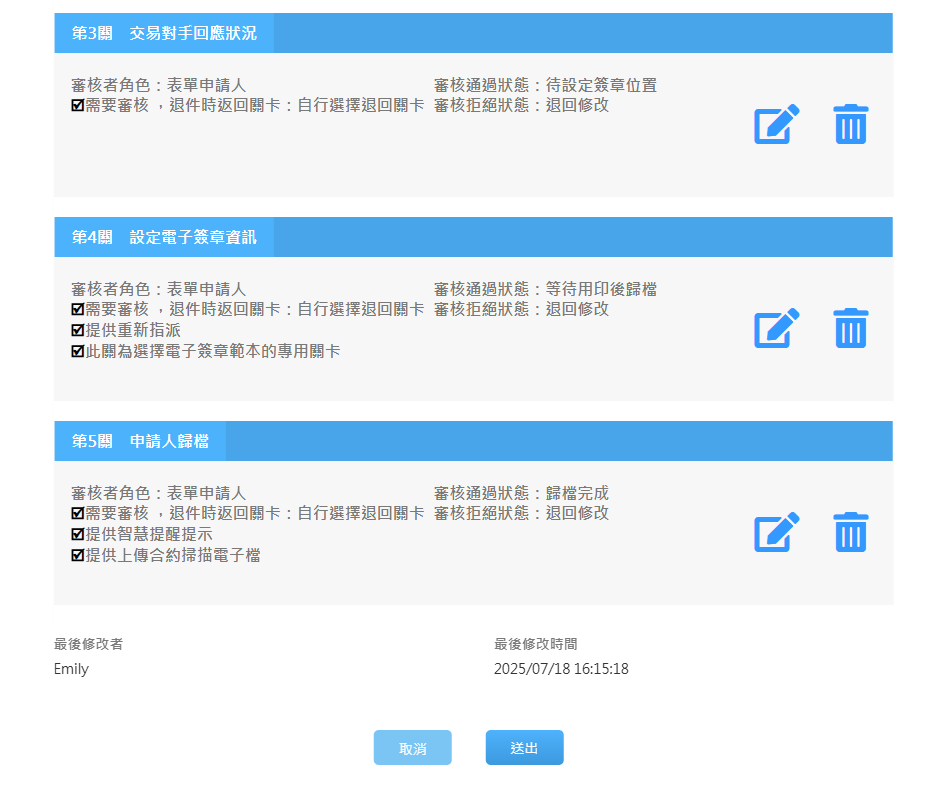 第3關 交易對手回應狀況
審核者角色：表單申請人 審核通過狀態：待設定簽章位置
☑需要審核 ，退件時返回關卡：自行選擇退回關卡 審核拒絕狀態：退回修改
第4關 設定電子簽章資訊
審核者角色：表單申請人 審核通過狀態：等待用印後歸檔
☑需要審核 ，退件時返回關卡：自行選擇退回關卡 審核拒絕狀態：退回修改
☑提供重新指派
☑此關為選擇電子簽章範本的專用關卡
第5關 申請人歸檔
審核者角色：表單申請人 審核通過狀態：歸檔完成
☑需要審核 ，退件時返回關卡：自行選擇退回關卡 審核拒絕狀態：退回修改
☑提供智慧提醒提示
☑提供上傳合約掃描電子檔
最後修改者 最後修改時間
Emily 2025/07/18 16:15:18
取消 送出